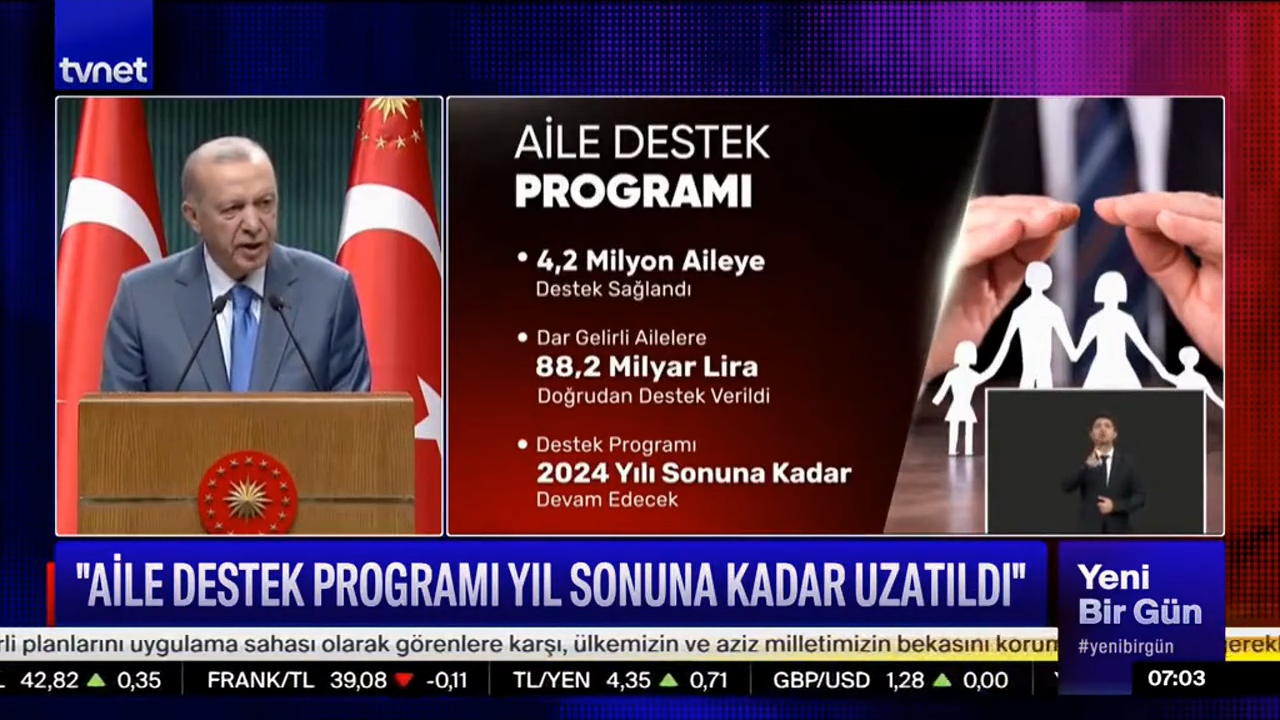 tvnet
AİLE DESTEK
PROGRAMI
• 4,2 Milyon Aileye
Destek Sağlandı
• Dar Gelirli Ailelere
88,2 Milyar Lira
Doğrudan Destek Verildi
• Destek Programı
2024 Yılı Sonuna Kadar
Devam Edecek
"AİLE DESTEK PROGRAMI YIL SONUNA KADAR UZATILDI"
Yeni
Bir Gün
#yenibirgün
planlarını uygulama sahası olarak görenlere karşı, ülkemizin ve aziz milletimizin bekasını korun
42,82 ▲ 0,35 FRANK/TL 39,08 ▼ -0,11 TL/YEN 4,35 ▲ 0,71 GBP/USD 1,28 ▲ 0,00
07:03